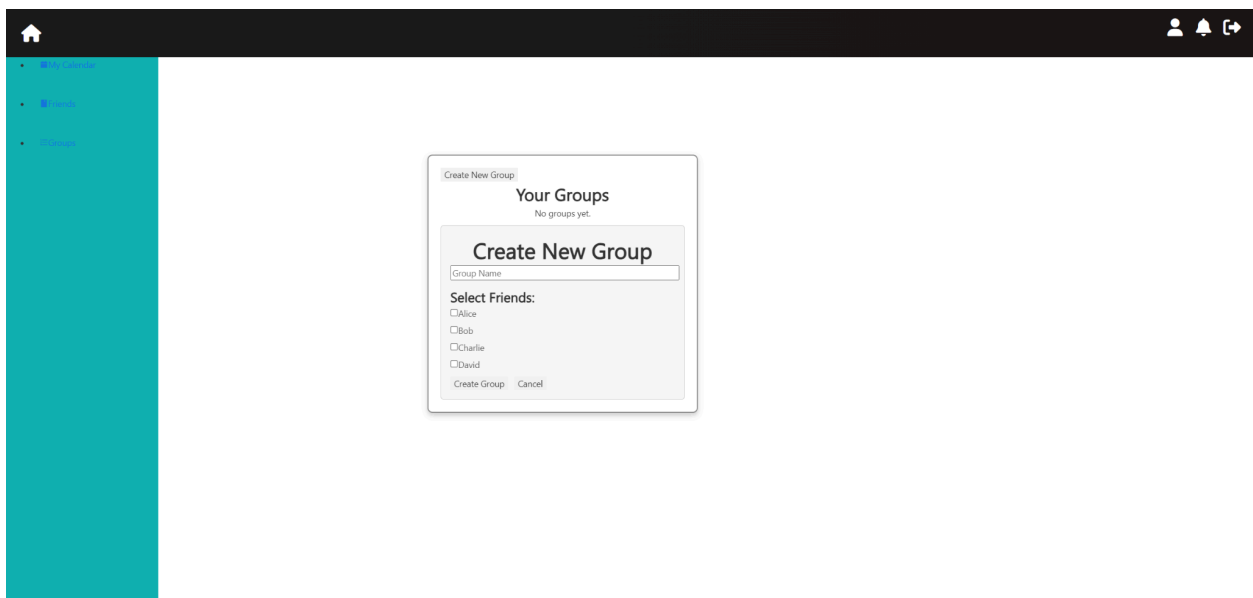 My Calendar
Friends
Groups
Create New Group
Your Groups
No groups yet.
Create New Group
Group Name
Select Friends:
Alice
Bob
Charlie
David
Create Group Cancel